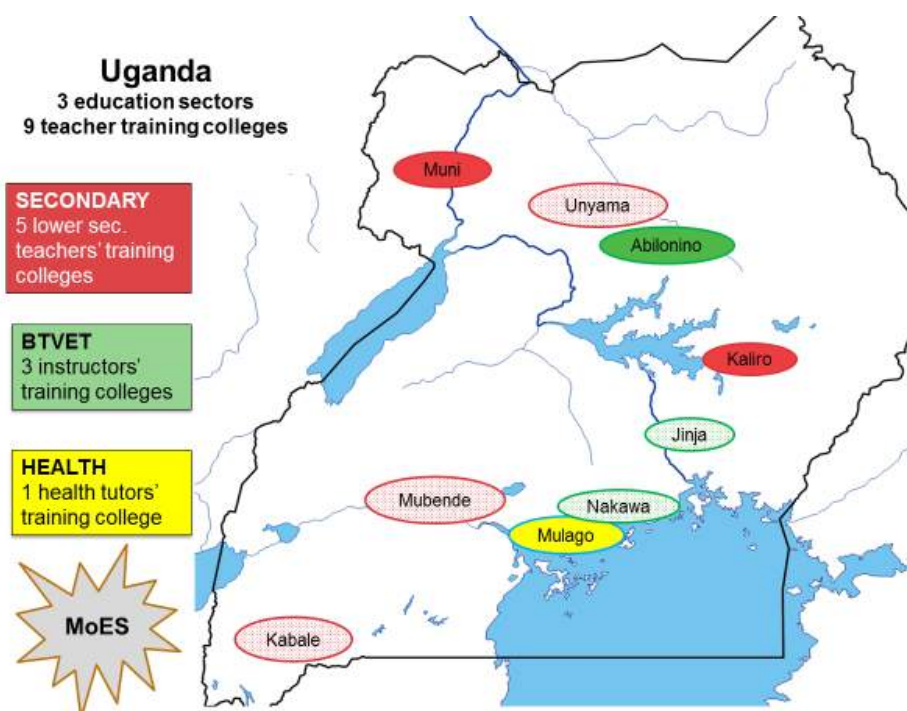 Uganda
3 education sectors
9 teacher training colleges
SECONDARY
5 lower sec.
teachers' training
colleges
BTVET
3 instructors'
training colleges
HEALTH
1 health tutors'
training college
MoES
Muni
Unyama
Abilonino
Kaliro
Jinja
Mubende
Nakawa
Mulago
Kabale